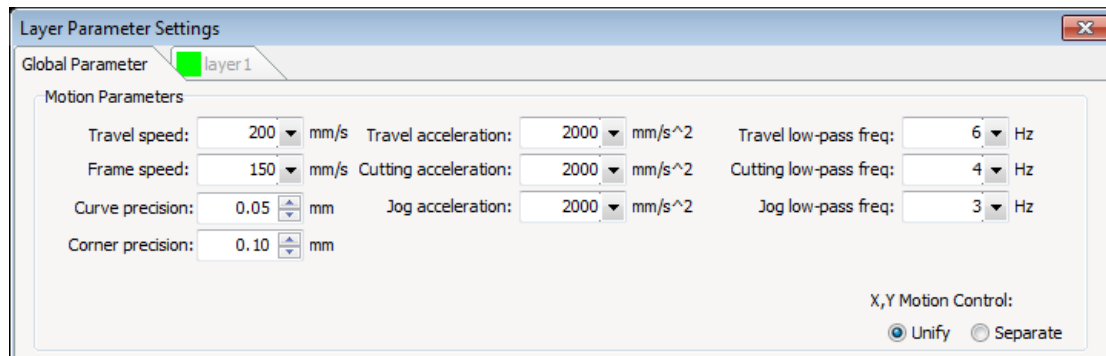 Layer Parameter Settings
Global Parameter layer1
Motion Parameters
Travel speed: 200 mm/s Travel acceleration: 2000 mm/s^2 Travel low-pass freq: 6 Hz
Frame speed: 150 mm/s Cutting acceleration: 2000 mm/s^2 Cutting low-pass freq: 4 Hz
Curve precision: 0.05 mm Jog acceleration: 2000 mm/s^2 Jog low-pass freq: 3 Hz
Corner precision: 0.10 mm
X,Y Motion Control:
Unify Separate